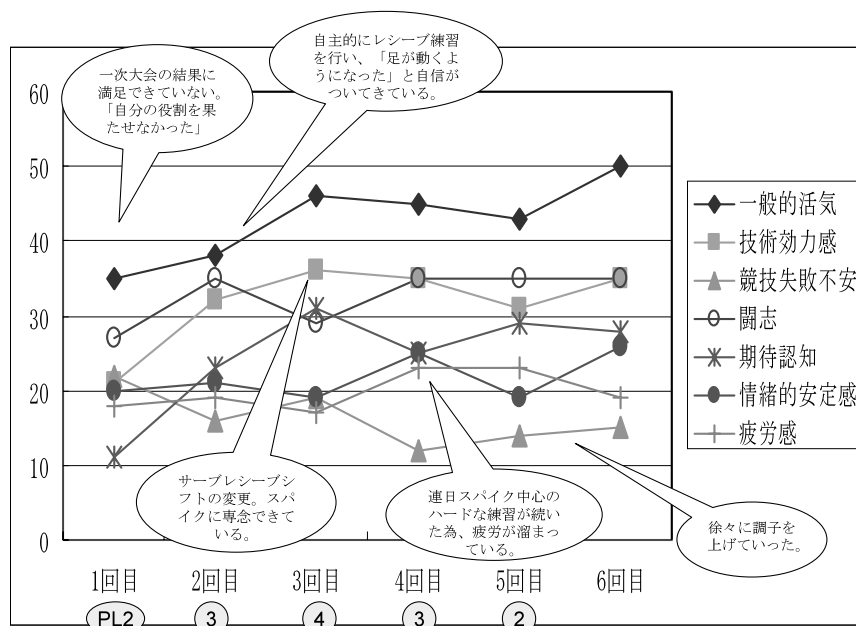 一次大会の結果に
満足できていない。
「自分の役割を果
たせなかった」
自主的にレシーブ練習
を行い、「足が動くよ
うになった」と自信が
ついてきている。
60
50
40
30
20
10
0
一般的活気
技術効力感
競技失敗不安
闘志
期待認知
情緒的安定感
疲労感
サーブレシーブシ
フトの変更。スパ
イクに専念できて
いる。
連日スパイク中心の
ハードな練習が続い
た為、疲労が溜まっ
ている。
徐々に調子を
上げていった。
1回目 2回目 3回目 4回目 5回目 6回目
PL2 3 4 3 2